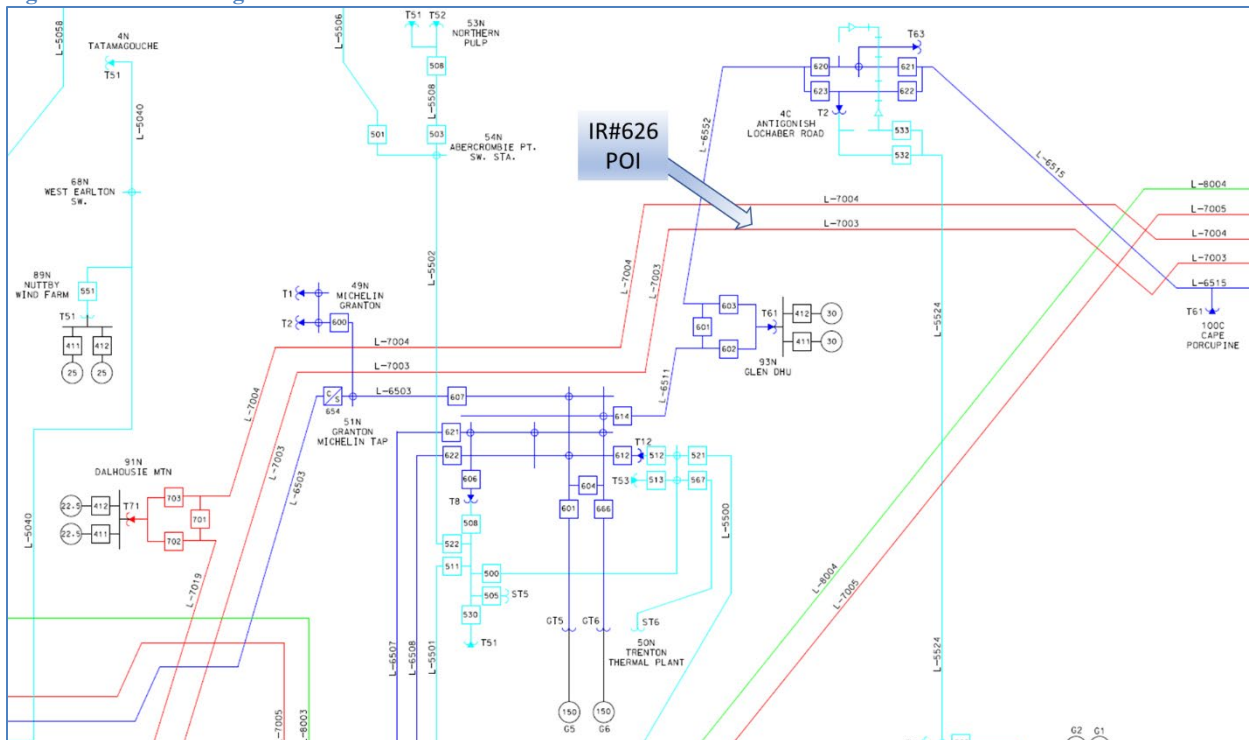 L-5058
4N
TATAMAGOUCHE
T51
L-5040
68N
WEST EARLTON
SW.
89N
NUTTBY
WIND FARM
551
T51
411
412
25
25
L-5506
T51
T52
53N
NORTHERN
PULP
508
L-5508
501
503
54N
ABERCROMBIE PT.
SW. STA.
L-5502
IR#626
POI
T63
620
621
623
622
T2
4C
ANTIGONISH
LOCHABER ROAD
533
532
L-6552
L-6515
L-7004
L-7003
L-8004
L-7005
L-7004
L-7003
L-6515
T61
100C
CAPE
PORCUPINE
L-7004
L-7003
49N
MICHELIN
GRANTON
T1
T2
600
L-7004
L-7003
L-6503
C/S
654
51N
GRANTON
MICHELIN TAP
607
603
601
602
T61
412
30
411
30
93N
GLEN DHU
L-6511
L-5524
614
621
622
612
T12
512
521
T53
513
567
606
604
601
666
T8
508
522
511
500
505
ST5
530
T51
L-5500
L-7004
L-7003
L-6503
91N
DALHOUSIE MTN
22.5
412
T71
703
701
22.5
411
702
L-7019
L-5040
L-6507
L-6508
L-5501
GT5
GT6
ST6
50N
TRENTON
THERMAL PLANT
150
150
G5
G6
L-8004
L-7005
L-5524
L-7005
L-8003
G2
G1